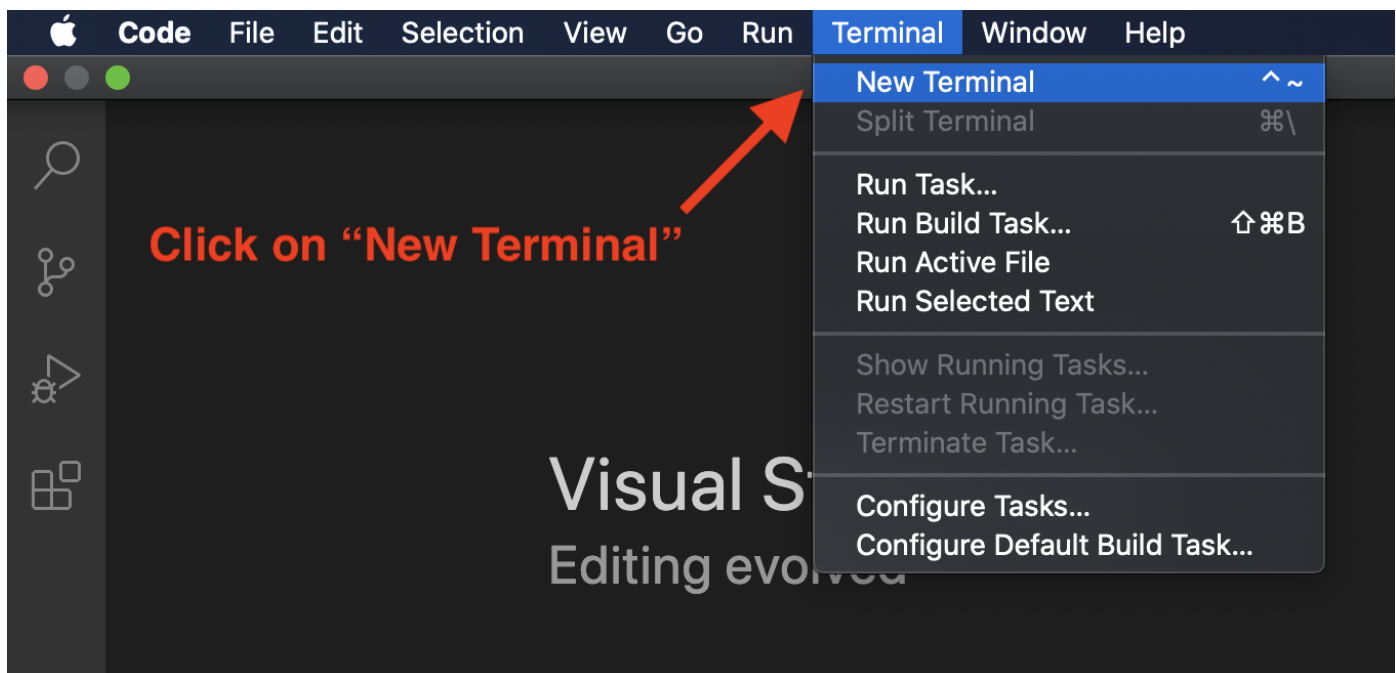 Code File Edit Selection View Go Run Terminal Window Help
New Terminal ^~
Split Terminal ⌘\
Run Task...
Run Build Task... ⇧⌘B
Click on “New Terminal”
Run Active File
Run Selected Text
Show Running Tasks...
Restart Running Task...
Terminate Task...
Visual S
Configure Tasks...
Configure Default Build Task...
Editing evolved